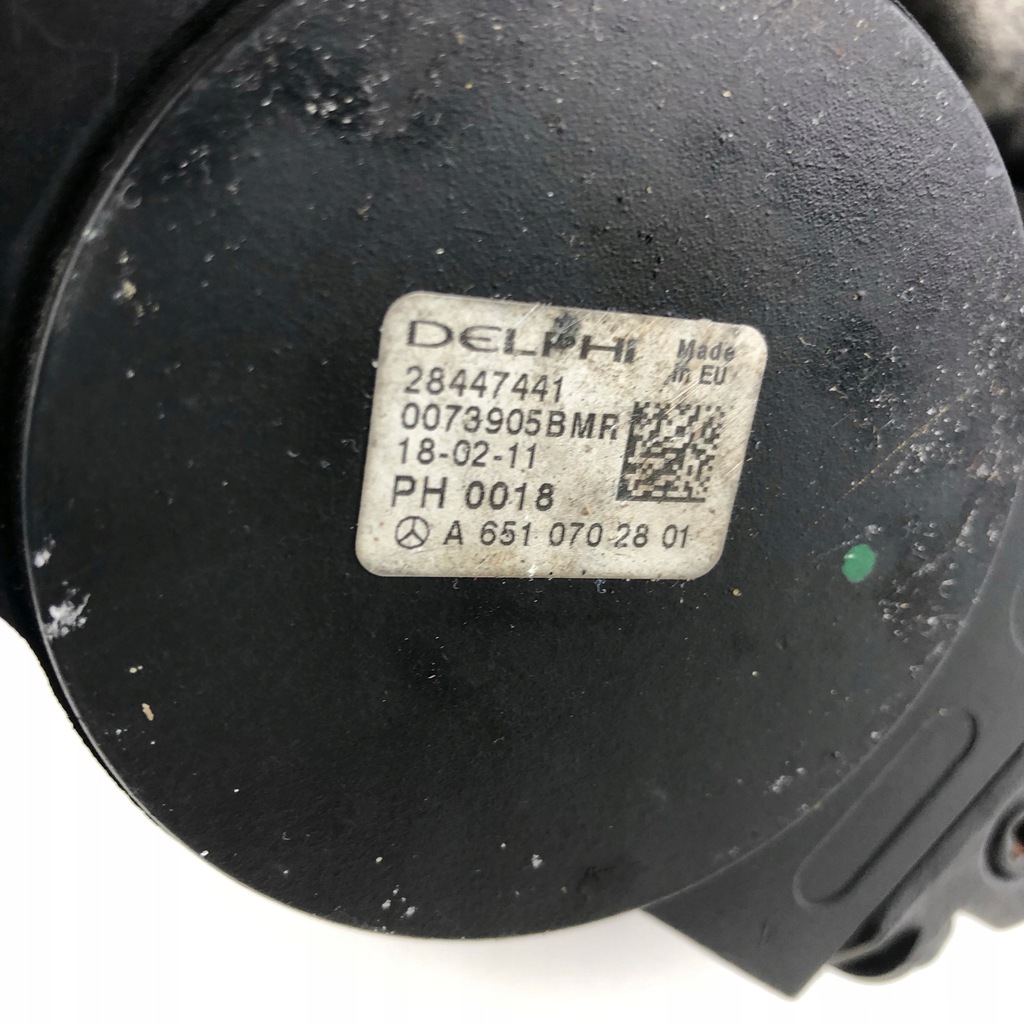 DELPHI
Made
in EU
28447441
0073905BMR
18-02-11
PH 0018
A 651 070 28 01